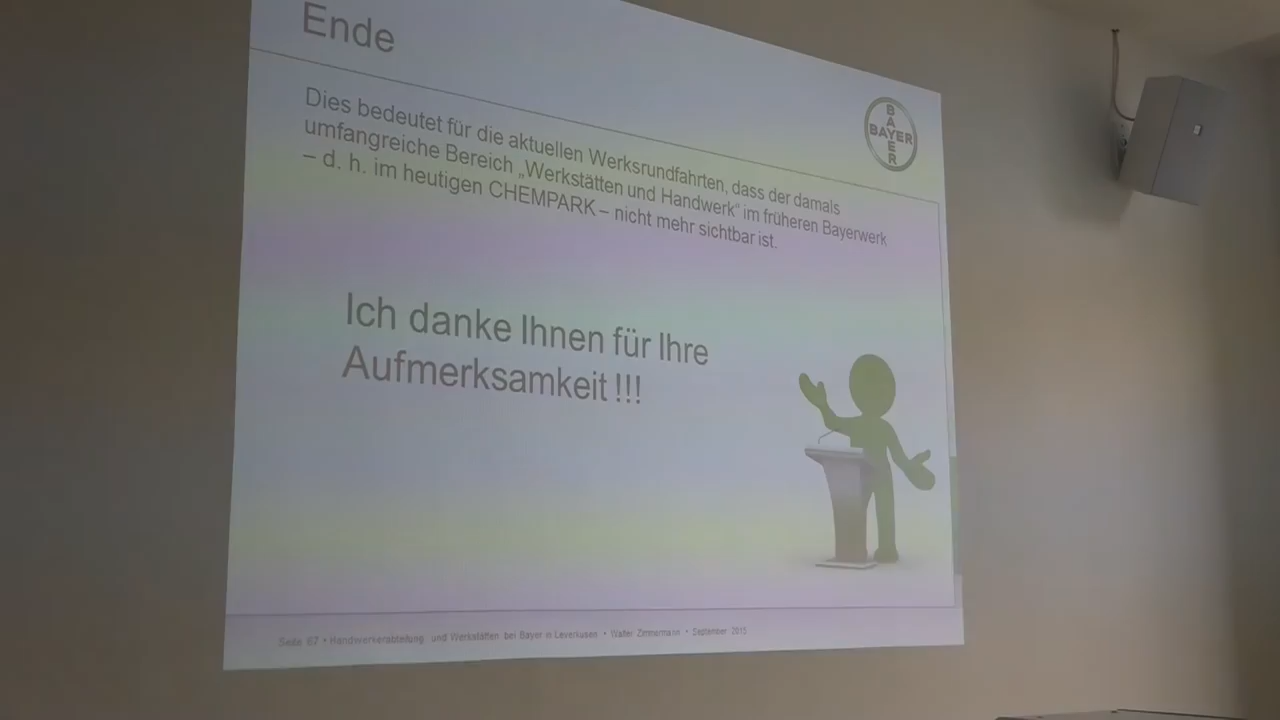 Ende
BAYER
BAYER
Dies bedeutet für die aktuellen Werksrundfahrten, dass der damals
umfangreiche Bereich „Werkstätten und Handwerk" im früheren Bayerwerk
– d. h. im heutigen CHEMPARK – nicht mehr sichtbar ist.
Ich danke Ihnen für Ihre
Aufmerksamkeit !!!
Seite 67 • Handwerkerabteilung und Werkstätten bei Bayer in Leverkusen • Walter Zimmermann • September 2015